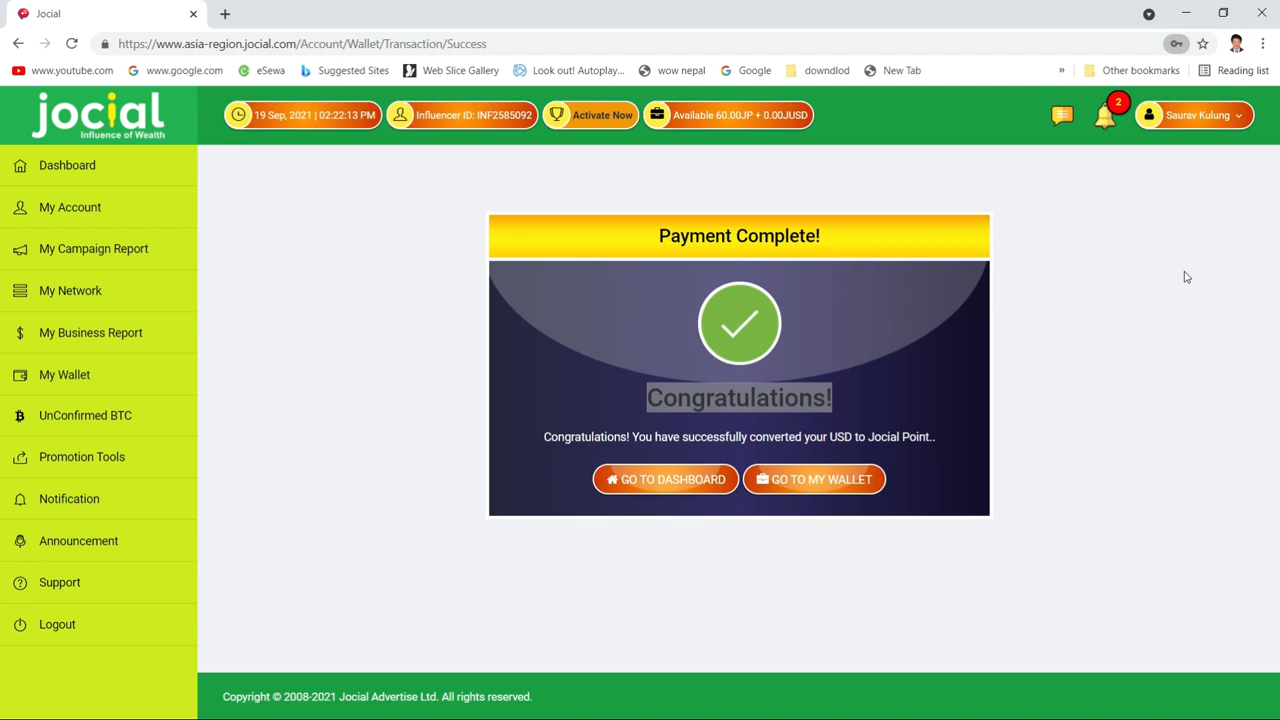 Jocial
https://www.asia-region.jocial.com/Account/Wallet/Transaction/Success
www.youtube.com
www.google.com
eSewa
Suggested Sites
Web Slice Gallery
Look out! Autoplay...
wow nepal
Google
downdlod
New Tab
»
Other bookmarks
Reading list
jocial
Influence of Wealth
19 Sep, 2021 | 02:22:13 PM
Influencer ID: INF2585092
Activate Now
Available 60.00JP + 0.00JUSD
2
Saurav Kulung
Dashboard
My Account
My Campaign Report
My Network
My Business Report
My Wallet
UnConfirmed BTC
Promotion Tools
Notification
Announcement
Support
Logout
Payment Complete!
Congratulations!
Congratulations! You have successfully converted your USD to Jocial Point..
GO TO DASHBOARD
GO TO MY WALLET
Copyright © 2008-2021 Jocial Advertise Ltd. All rights reserved.